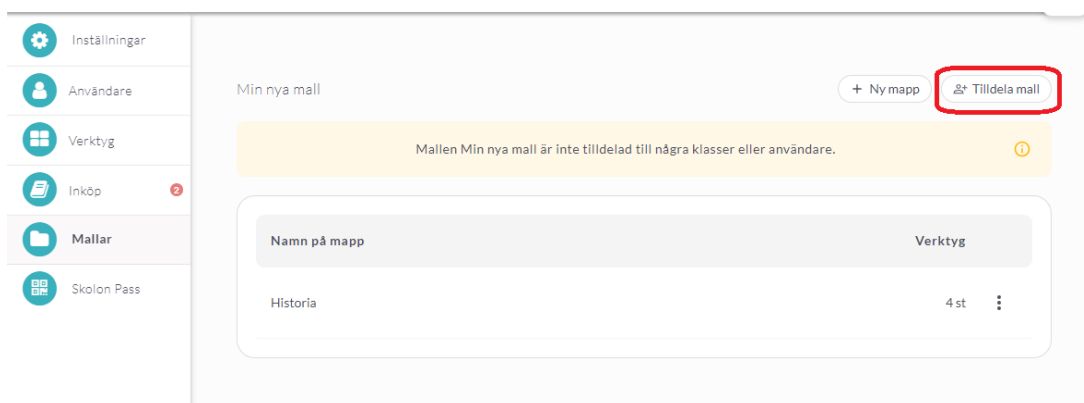 Inställningar
Användare
Verktyg
Inköp 2
Mallar
Skolon Pass
Min nya mall
+ Ny mapp
Tilldela mall
Mallen Min nya mall är inte tilldelad till några klasser eller användare.
Namn på mapp Verktyg
Historia 4 st